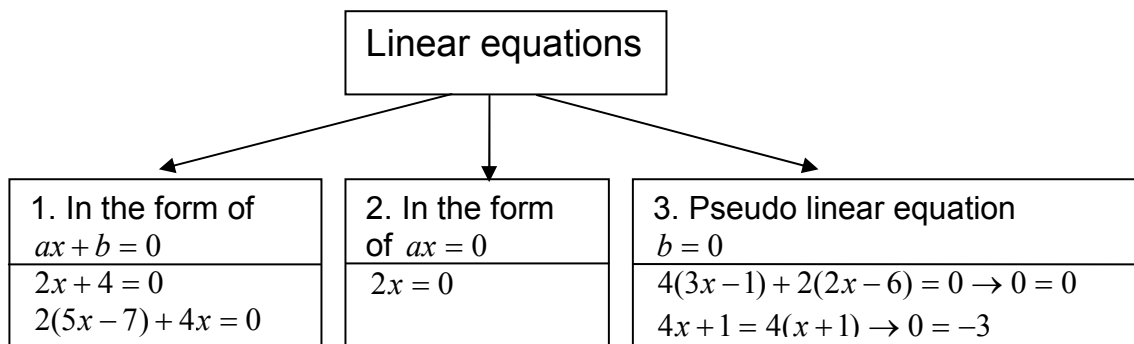 Linear equations
1. In the form of
ax + b = 0
2x + 4 = 0
2(5x − 7) + 4x = 0
2. In the form
of ax = 0
2x = 0
3. Pseudo linear equation
b = 0
4(3x − 1) + 2(2x − 6) = 0 → 0 = 0
4x + 1 = 4(x + 1) → 0 = −3